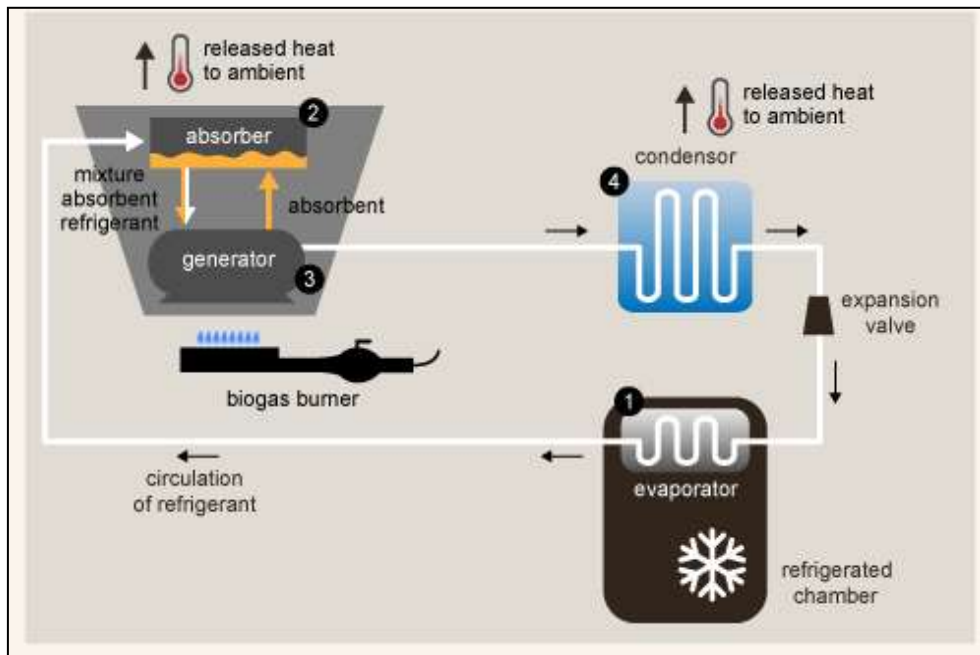 released heat
to ambient
2
absorber
mixture
absorbent
refrigerant
absorbent
generator
3
biogas burner
released heat
to ambient
condensor
4
expansion
valve
1
evaporator
circulation
of refrigerant
refrigerated
chamber